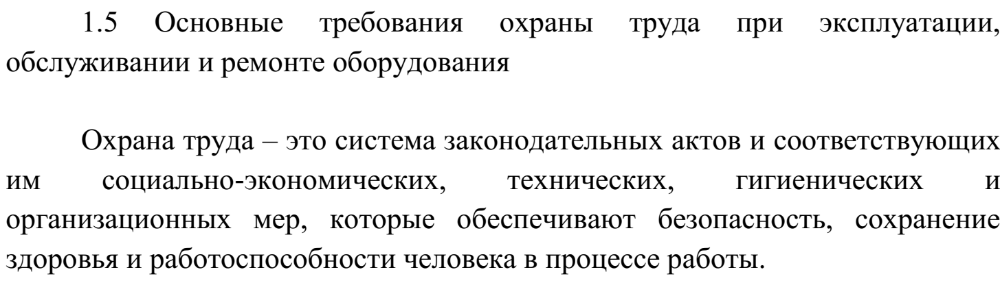 1.5 Основные требования охраны труда при эксплуатации,
обслуживании и ремонте оборудования
Охрана труда – это система законодательных актов и соответствующих
им социально-экономических, технических, гигиенических и
организационных мер, которые обеспечивают безопасность, сохранение
здоровья и работоспособности человека в процессе работы.